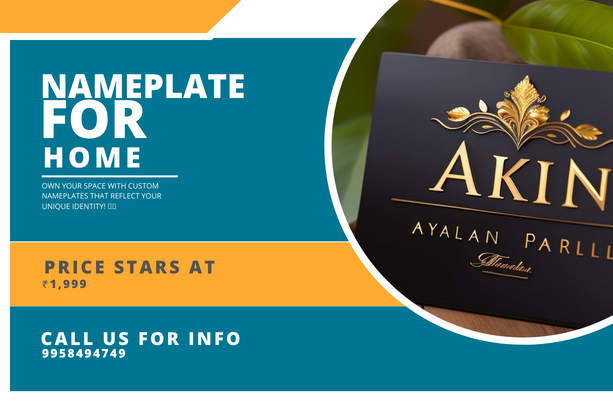 NAMEPLATE
FOR
HOME
OWN YOUR SPACE WITH CUSTOM
NAMEPLATES THAT REFLECT YOUR
UNIQUE IDENTITY!
PRICE STARS AT
₹1,999
CALL US FOR INFO
9958494749
AKIN
AYALAN PARLLL